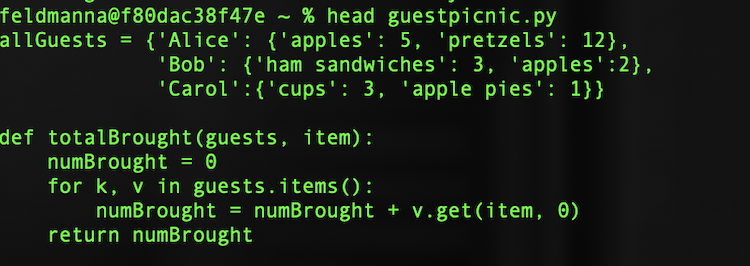 feldmanna@f80dac38f47e ~ % head guestpicnic.py
allGuests = {'Alice': {'apples': 5, 'pretzels': 12},
             'Bob': {'ham sandwiches': 3, 'apples':2},
             'Carol':{'cups': 3, 'apple pies': 1}}

def totalBrought(guests, item):
    numBrought = 0
    for k, v in guests.items():
        numBrought = numBrought + v.get(item, 0)
    return numBrought